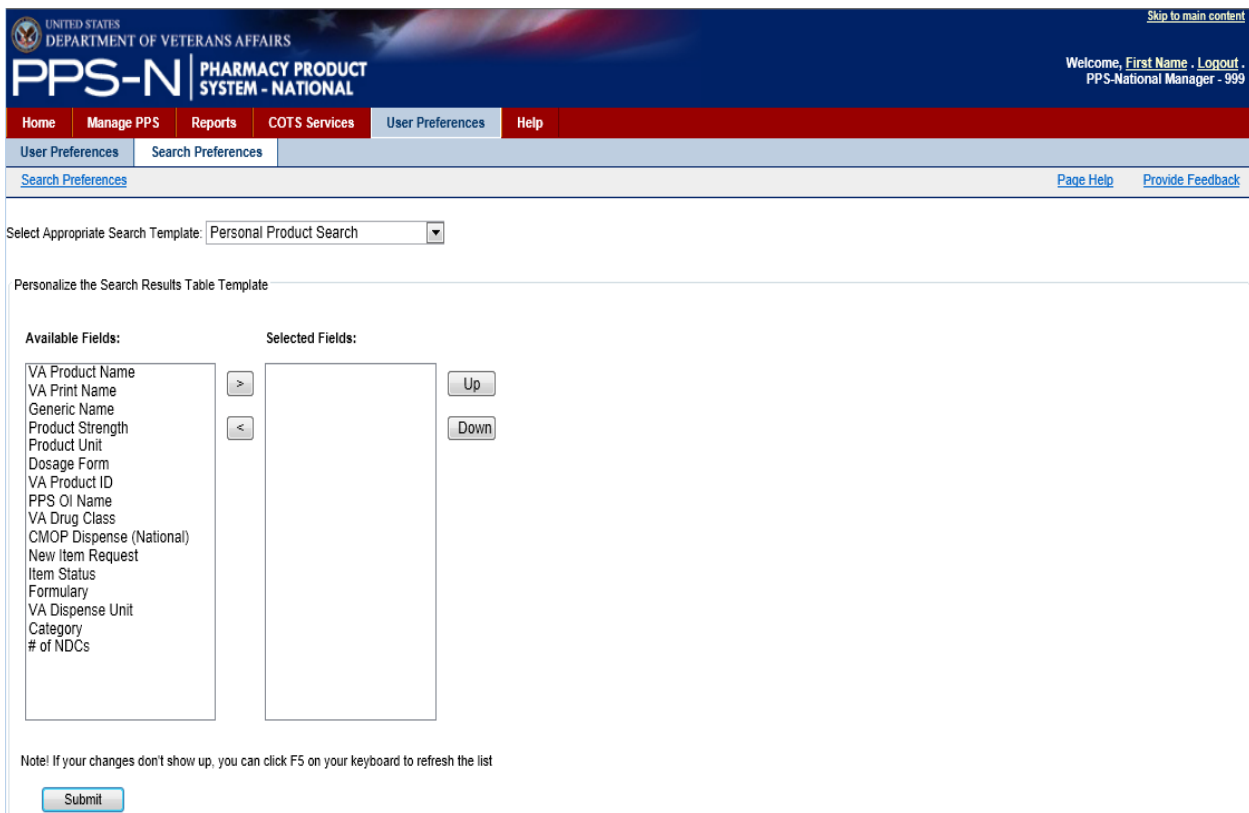 Skip to main content
UNITED STATES
DEPARTMENT OF VETERANS AFFAIRS
PPS-N PHARMACY PRODUCT SYSTEM - NATIONAL
Welcome, First Name . Logout .
PPS-National Manager - 999
Home Manage PPS Reports COTS Services User Preferences Help
User Preferences Search Preferences
Search Preferences Page Help Provide Feedback
Select Appropriate Search Template: Personal Product Search
Personalize the Search Results Table Template
Available Fields: Selected Fields:
VA Product Name
VA Print Name
Generic Name
Product Strength
Product Unit
Dosage Form
VA Product ID
PPS OI Name
VA Drug Class
CMOP Dispense (National)
New Item Request
Item Status
Formulary
VA Dispense Unit
Category
# of NDCs
>
<
Up
Down
Note! If your changes don't show up, you can click F5 on your keyboard to refresh the list
Submit